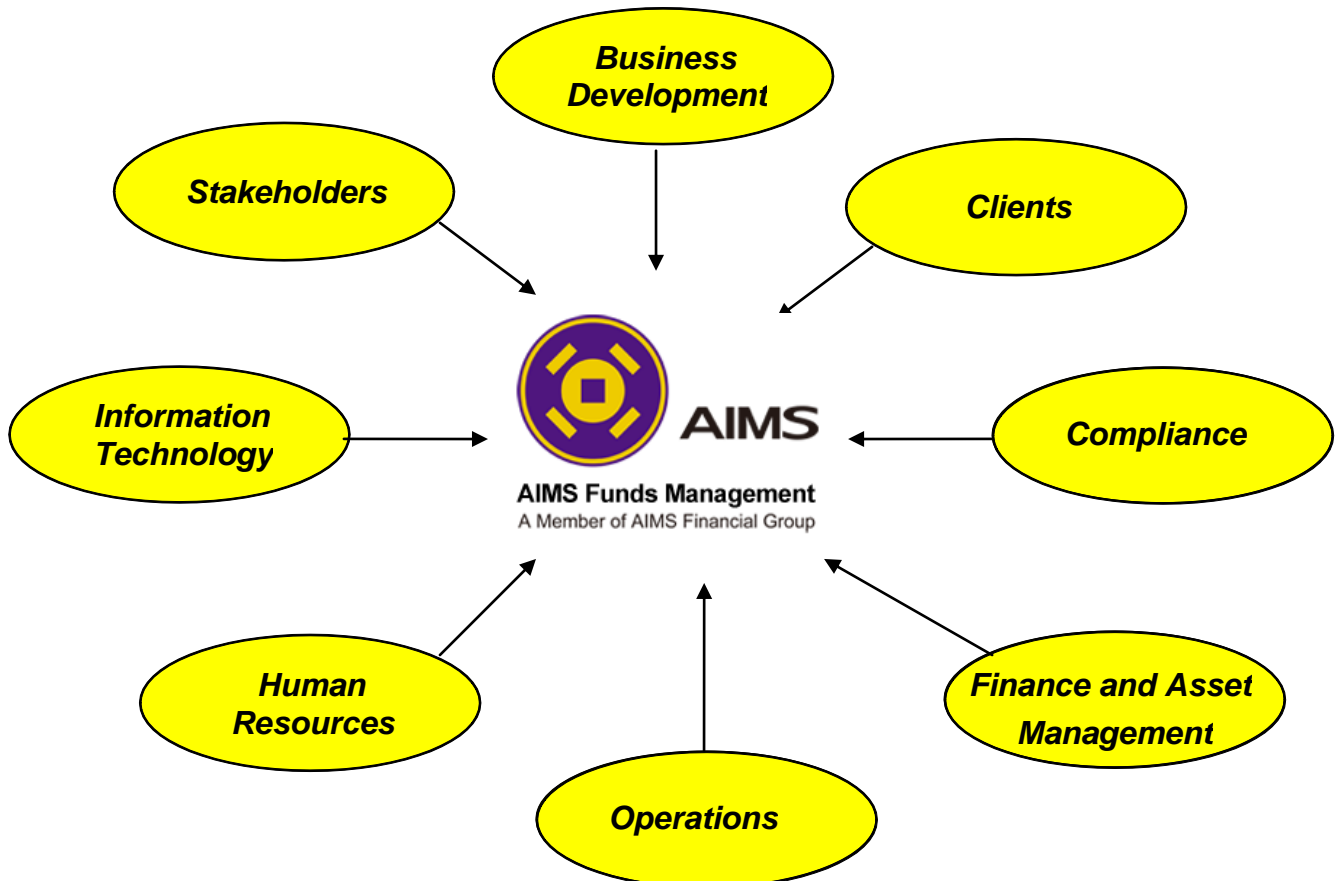 Business
Development
Stakeholders
Clients
Information
Technology
AIMS
Compliance
AIMS Funds Management
A Member of AIMS Financial Group
Human
Resources
Finance and Asset
Management
Operations